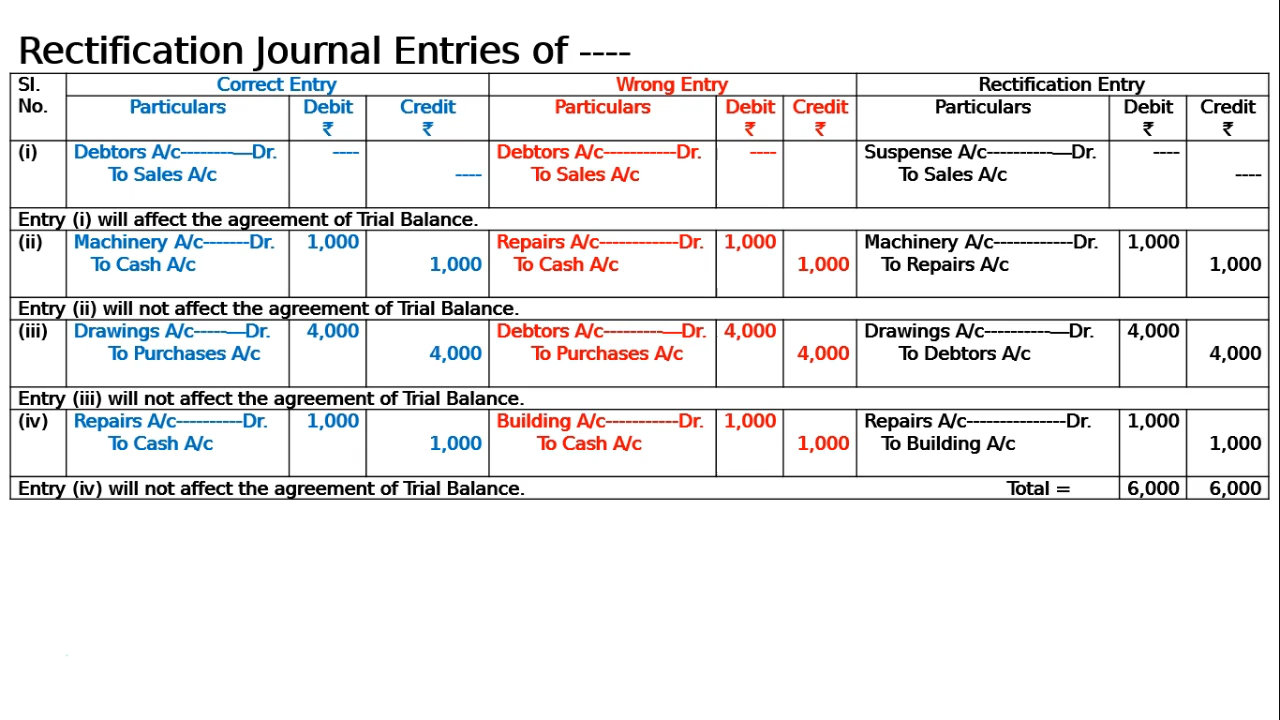 Rectification Journal Entries of ----
Sl. No. Correct Entry Wrong Entry Rectification Entry
Particulars Debit ₹ Credit ₹ Particulars Debit ₹ Credit ₹ Particulars Debit ₹ Credit ₹
(i) Debtors A/c--------—Dr. ---- Debtors A/c-----------Dr. ---- Suspense A/c----------—Dr. ----
To Sales A/c ---- To Sales A/c To Sales A/c ----
Entry (i) will affect the agreement of Trial Balance.
(ii) Machinery A/c-------Dr. 1,000 Repairs A/c------------Dr. 1,000 Machinery A/c------------Dr. 1,000
To Cash A/c 1,000 To Cash A/c 1,000 To Repairs A/c 1,000
Entry (ii) will not affect the agreement of Trial Balance.
(iii) Drawings A/c-----—Dr. 4,000 Debtors A/c---------—Dr. 4,000 Drawings A/c----------—Dr. 4,000
To Purchases A/c 4,000 To Purchases A/c 4,000 To Debtors A/c 4,000
Entry (iii) will not affect the agreement of Trial Balance.
(iv) Repairs A/c----------Dr. 1,000 Building A/c-----------Dr. 1,000 Repairs A/c---------------Dr. 1,000
To Cash A/c 1,000 To Cash A/c 1,000 To Building A/c 1,000
Entry (iv) will not affect the agreement of Trial Balance. Total = 6,000 6,000